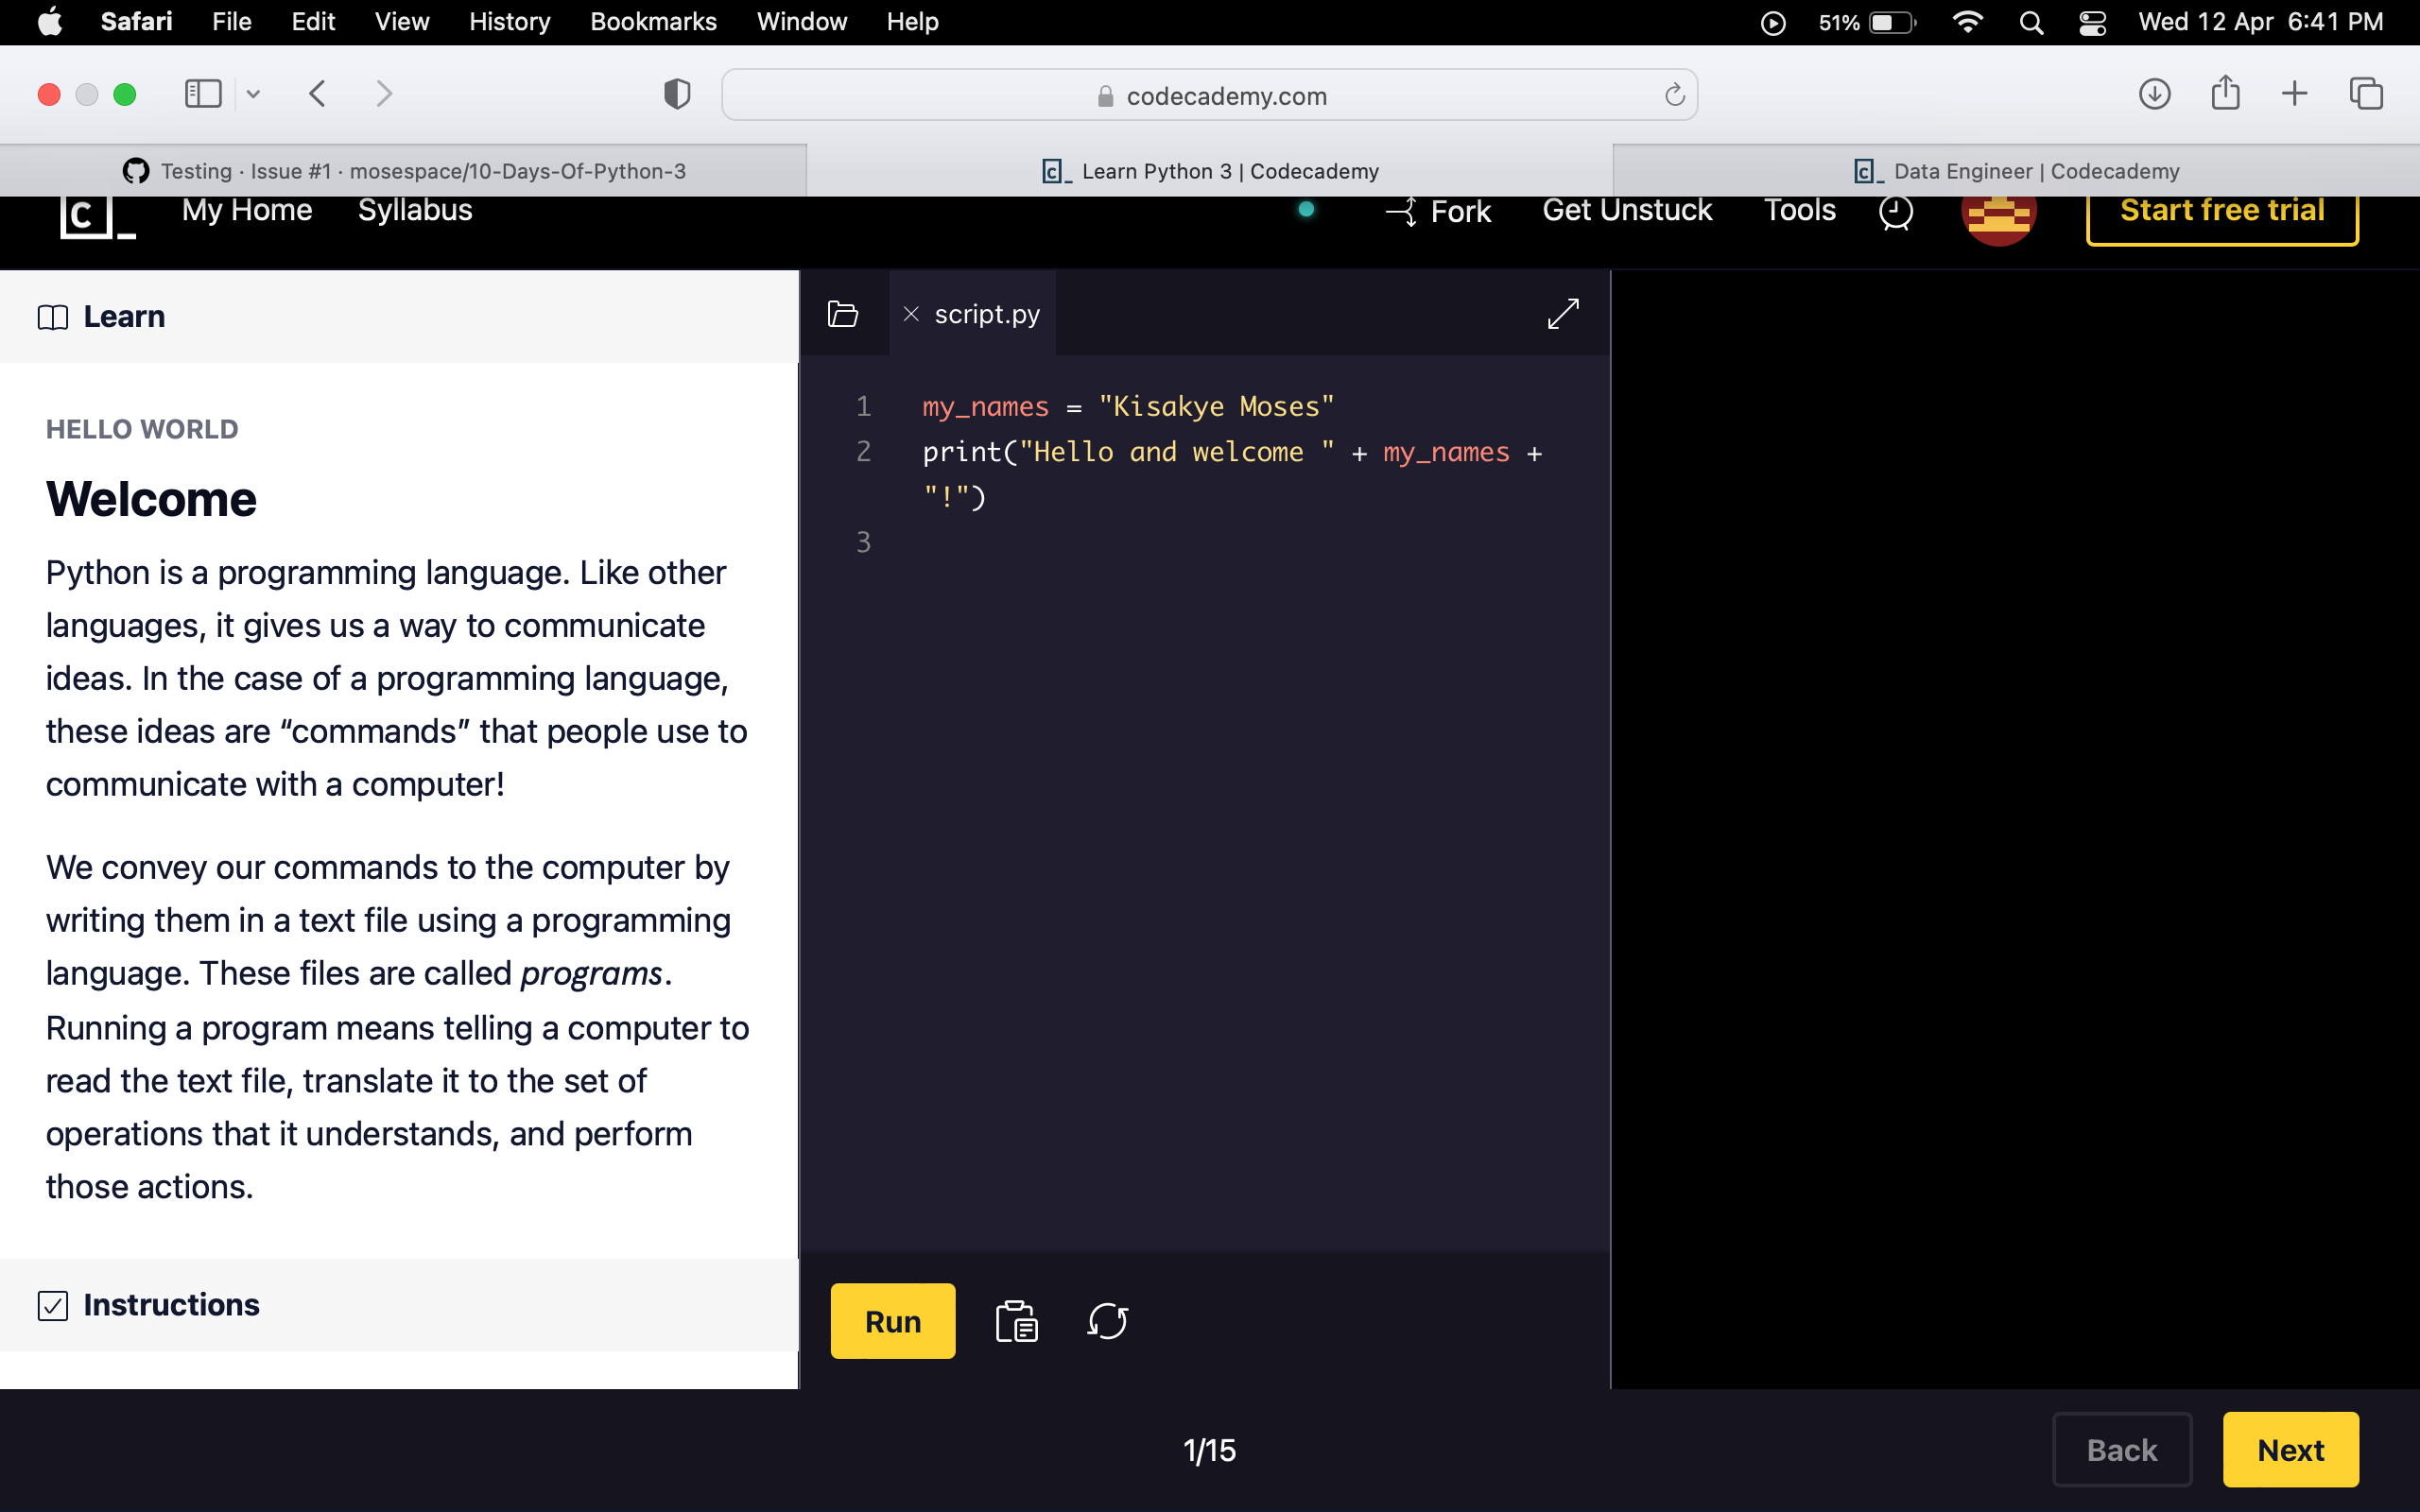 Safari File Edit View History Bookmarks Window Help 51% Wed 12 Apr 6:41 PM
codecademy.com
Testing · Issue #1 · mosespace/10-Days-Of-Python-3
Learn Python 3 | Codecademy
Data Engineer | Codecademy
My Home Syllabus Fork Get Unstuck Tools Start free trial
Learn
HELLO WORLD
Welcome
Python is a programming language. Like other
languages, it gives us a way to communicate
ideas. In the case of a programming language,
these ideas are “commands” that people use to
communicate with a computer!
We convey our commands to the computer by
writing them in a text file using a programming
language. These files are called programs.
Running a program means telling a computer to
read the text file, translate it to the set of
operations that it understands, and perform
those actions.
Instructions
script.py
1 my_names = "Kisakye Moses"
2 print("Hello and welcome " + my_names +
"!")
3
Run
1/15
Back
Next